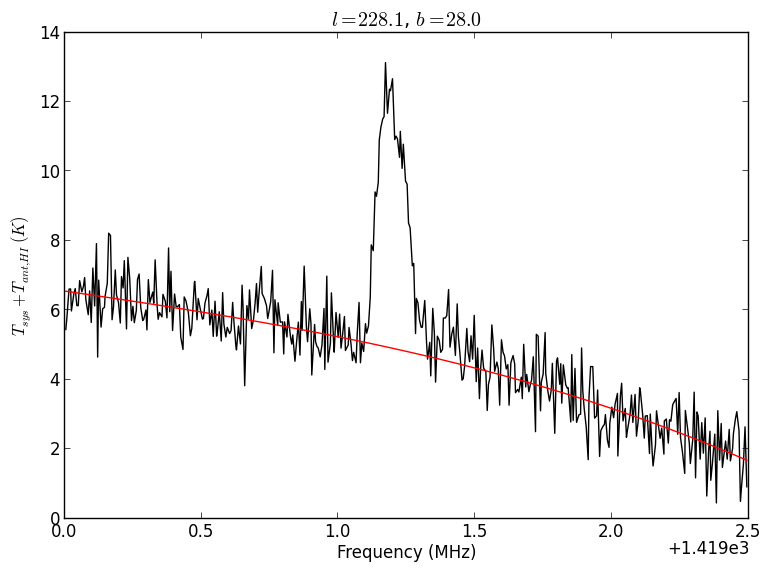 l = 228.1, b = 28.0
T_sys + T_ant,HI (K)
14
12
10
8
6
4
2
0
0.0 0.5 1.0 1.5 2.0 2.5
Frequency (MHz)
+1.419e3